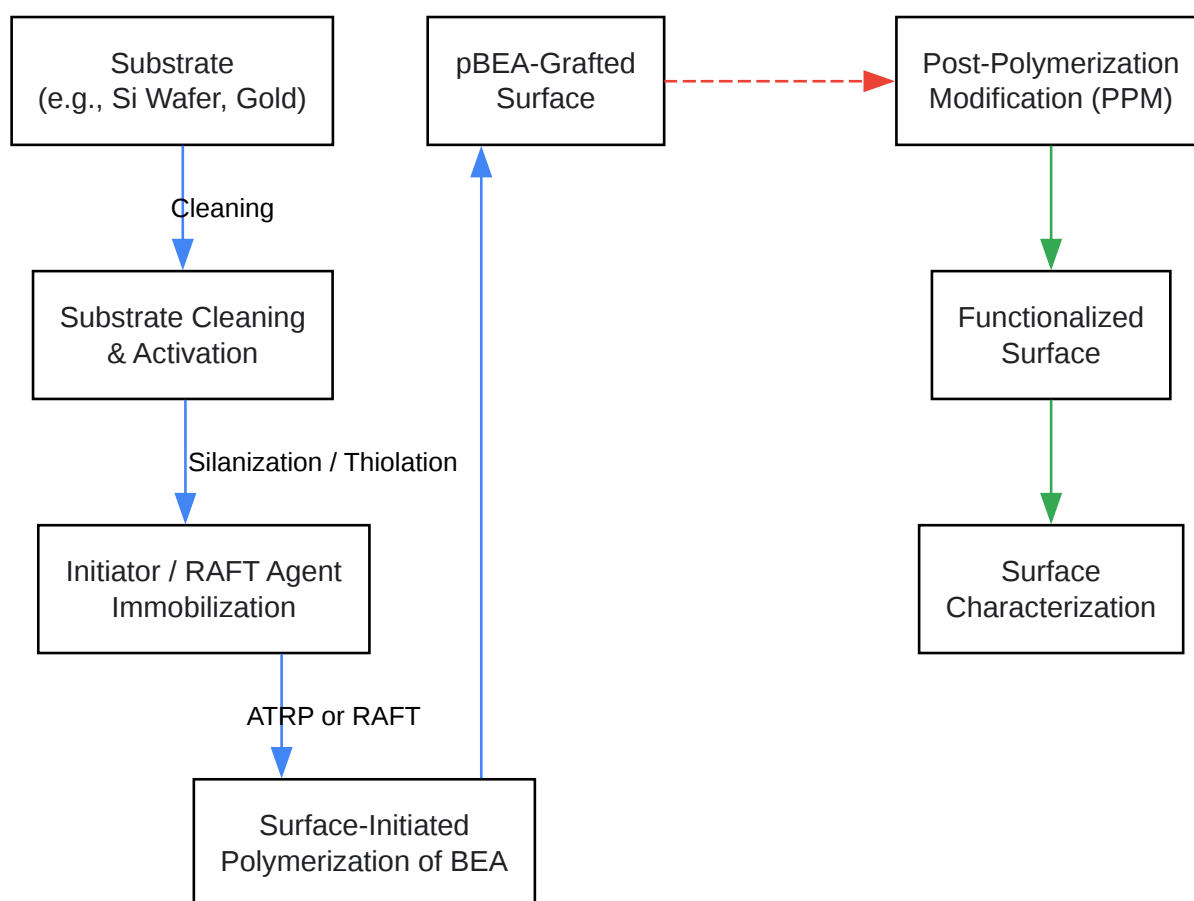 Substrate
(e.g., Si Wafer, Gold)
Cleaning
Substrate Cleaning
& Activation
Silanization / Thiolation
Initiator / RAFT Agent
Immobilization
ATRP or RAFT
Surface-Initiated
Polymerization of BEA
pBEA-Grafted
Surface
Post-Polymerization
Modification (PPM)
Functionalized
Surface
Surface
Characterization